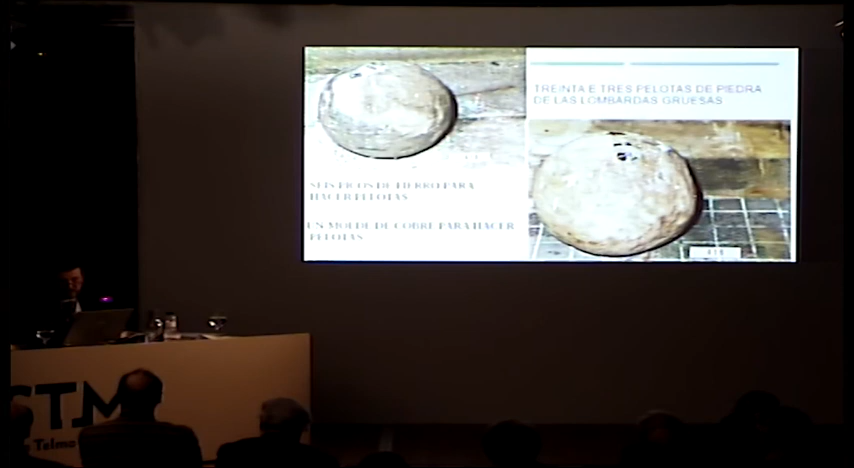 TREINTA E TRES PELOTAS DE PIEDRA
DE LAS LOMBARDAS GRUESAS
SEIS PICOS DE FIERRO PARA
HACER PELOTAS
UN MOLDE DE COBRE PARA HACER
PELOTAS
STM
Telmo